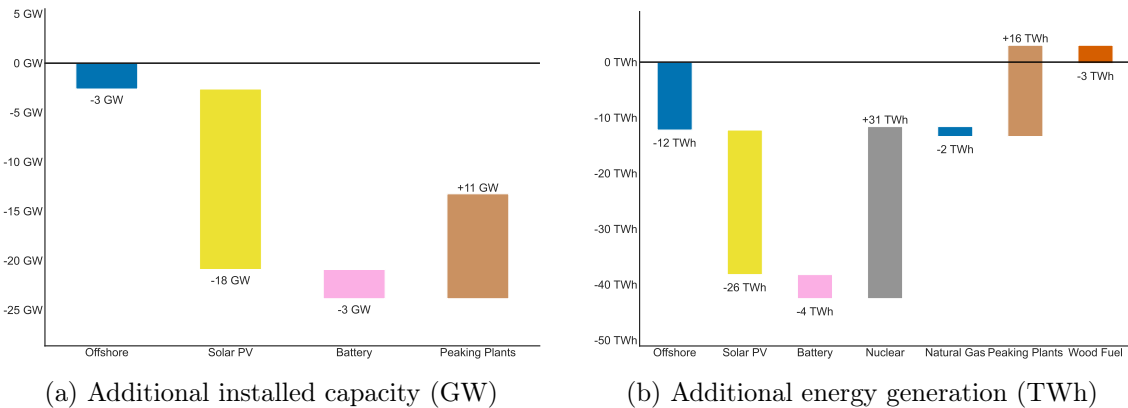 5 GW
0 GW
-5 GW
-10 GW
-15 GW
-20 GW
-25 GW
-3 GW
-18 GW
-3 GW
+11 GW
Offshore Solar PV Battery Peaking Plants
(a) Additional installed capacity (GW)
+10 TWh
0 TWh
-10 TWh
-20 TWh
-30 TWh
-40 TWh
-50 TWh
-12 TWh
-26 TWh
-4 TWh
+31 TWh
-2 TWh
+16 TWh
-3 TWh
Offshore Solar PV Battery Nuclear Natural Gas Peaking Plants Wood Fuel
(b) Additional energy generation (TWh)